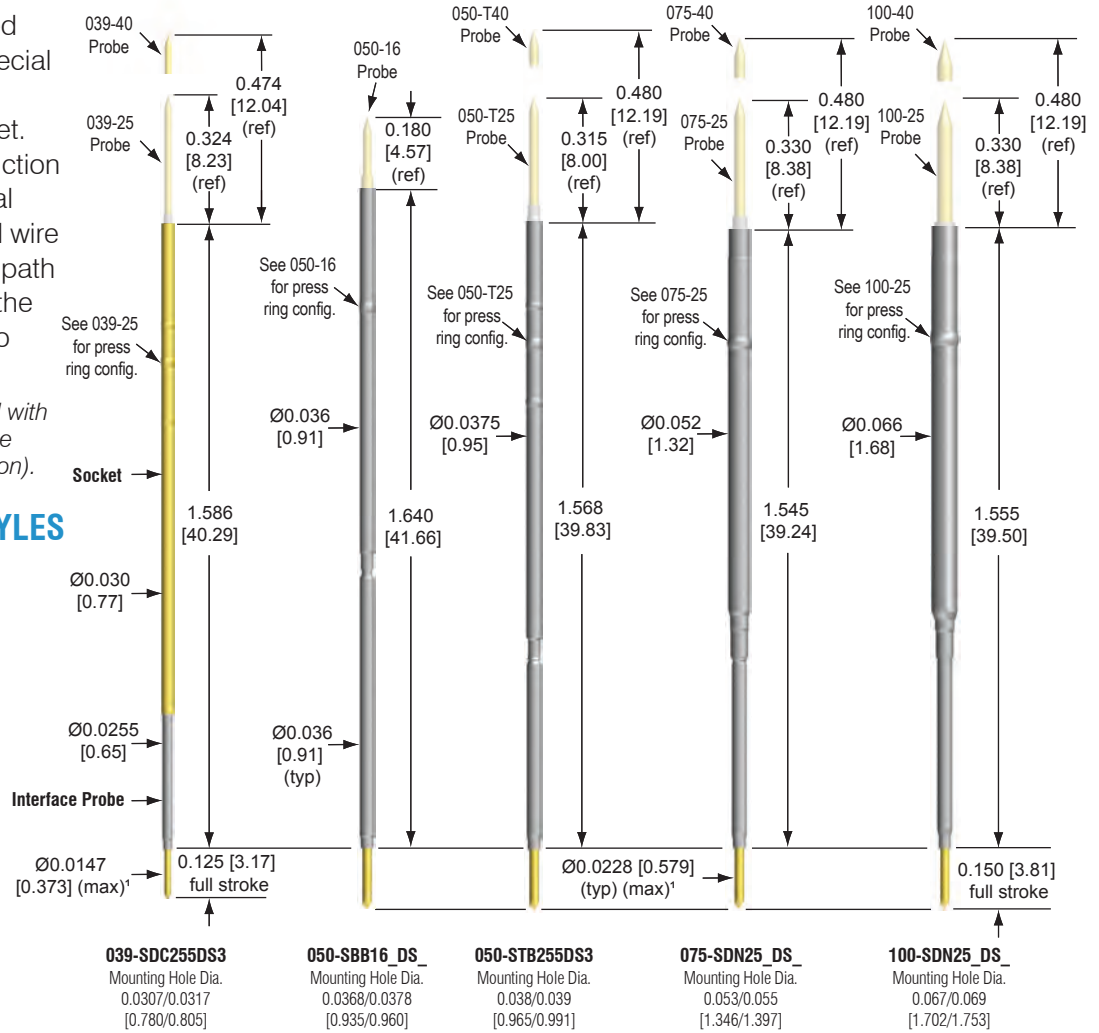 d
ecial
et.
ction
al
l wire
path
the
o
d with
e
on).
YLES
039-40
Probe
0.474
[12.04]
(ref)
0.324
[8.23]
(ref)
039-25
Probe
See 039-25
for press
ring config.
Socket
1.586
[40.29]
Ø0.030
[0.77]
Ø0.0255
[0.65]
Interface Probe
Ø0.0147
[0.373] (max)¹
0.125 [3.17]
full stroke
039-SDC255DS3
Mounting Hole Dia.
0.0307/0.0317
[0.780/0.805]
050-16
Probe
0.180
[4.57]
(ref)
See 050-16
for press
ring config.
Ø0.036
[0.91]
1.640
[41.66]
Ø0.036
[0.91]
(typ)
050-SBB16_DS_
Mounting Hole Dia.
0.0368/0.0378
[0.935/0.960]
050-T40
Probe
0.480
[12.19]
(ref)
050-T25
Probe
0.315
[8.00]
(ref)
See 050-T25
for press
ring config.
Ø0.0375
[0.95]
1.568
[39.83]
050-STB255DS3
Mounting Hole Dia.
0.038/0.039
[0.965/0.991]
075-40
Probe
0.480
[12.19]
(ref)
075-25
Probe
0.330
[8.38]
(ref)
See 075-25
for press
ring config.
Ø0.052
[1.32]
1.545
[39.24]
Ø0.0228 [0.579]
(typ) (max)¹
075-SDN25_DS_
Mounting Hole Dia.
0.053/0.055
[1.346/1.397]
100-40
Probe
0.480
[12.19]
(ref)
100-25
Probe
0.330
[8.38]
(ref)
See 100-25
for press
ring config.
Ø0.066
[1.68]
1.555
[39.50]
0.150 [3.81]
full stroke
100-SDN25_DS_
Mounting Hole Dia.
0.067/0.069
[1.702/1.753]